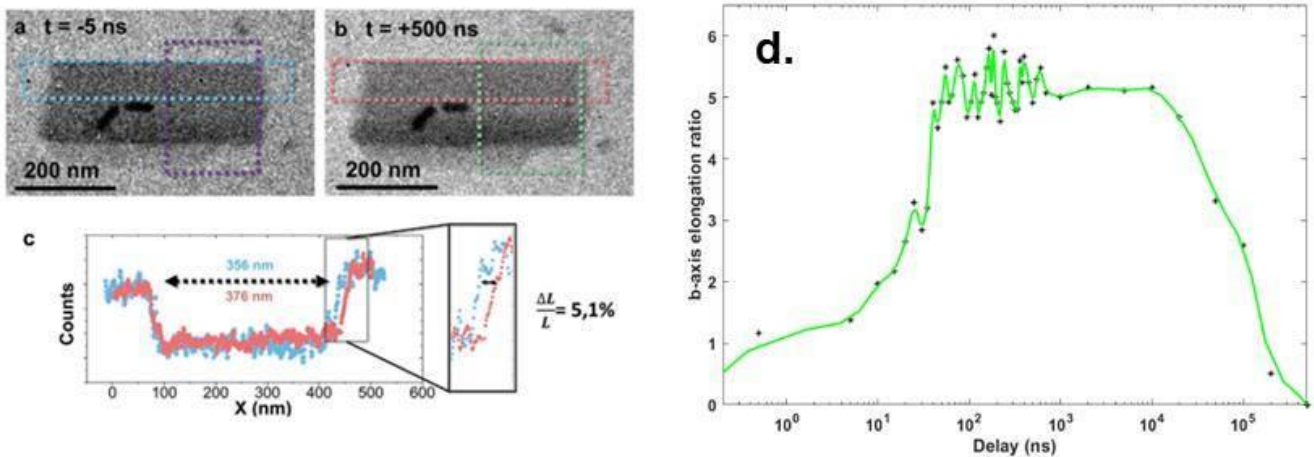 a t = -5 ns
200 nm
b t = +500 ns
200 nm
c
356 nm
376 nm
Counts
0 100 200 300 400 500 600
X (nm)
ΔL/L = 5,1%
d.
b-axis elongation ratio
6
5
4
3
2
1
0
10^0 10^1 10^2 10^3 10^4 10^5
Delay (ns)